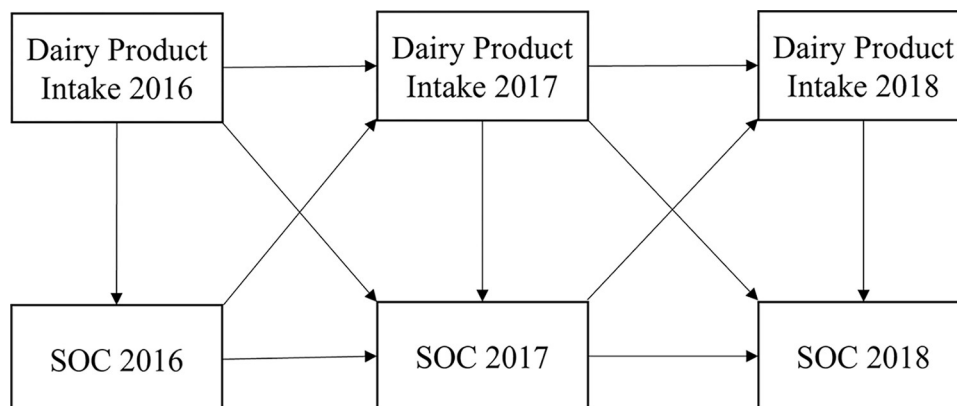 Dairy Product
Intake 2016
Dairy Product
Intake 2017
Dairy Product
Intake 2018
SOC 2016
SOC 2017
SOC 2018